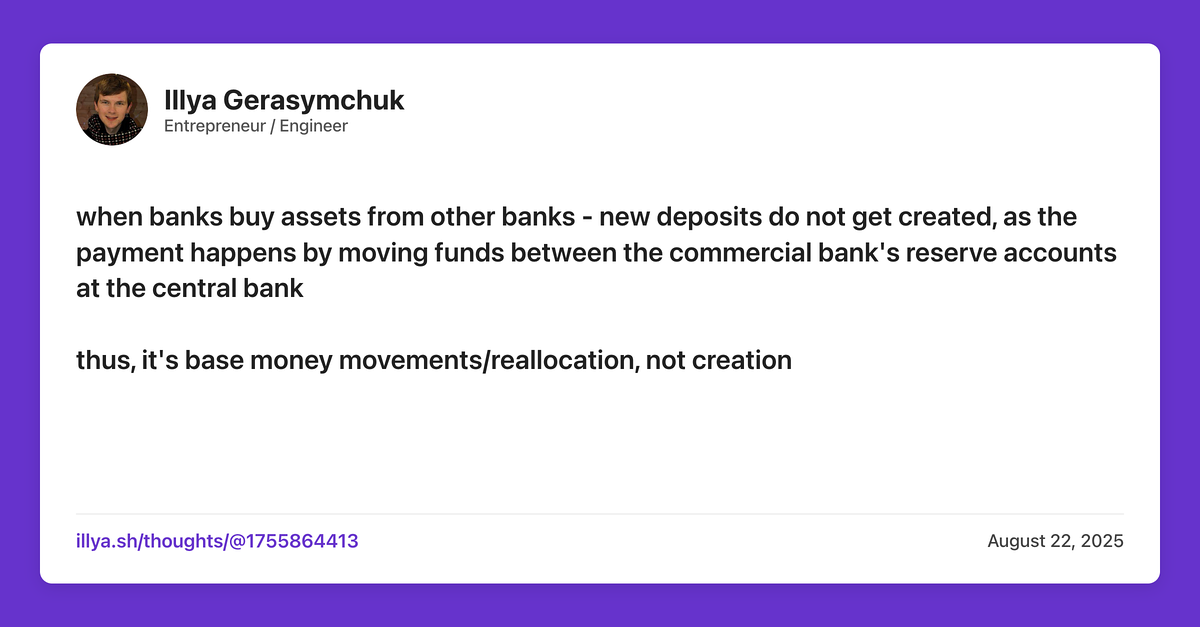 Illya Gerasymchuk
Entrepreneur / Engineer
when banks buy assets from other banks - new deposits do not get created, as the
payment happens by moving funds between the commercial bank's reserve accounts
at the central bank
thus, it's base money movements/reallocation, not creation
illya.sh/thoughts/@1755864413
August 22, 2025